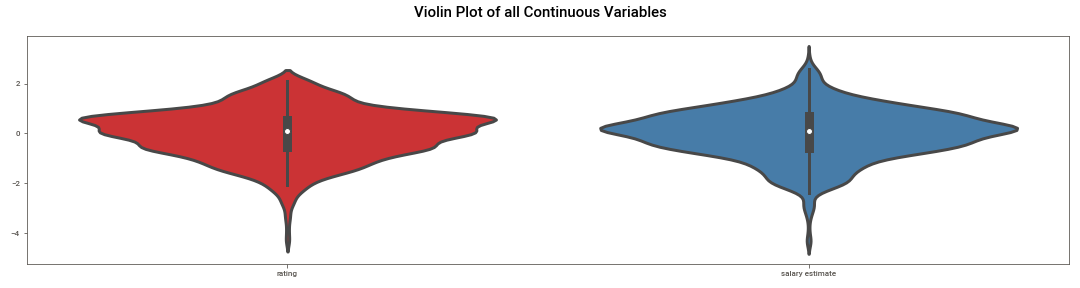 Violin Plot of all Continuous Variables
2
0
−2
−4
rating
salary estimate